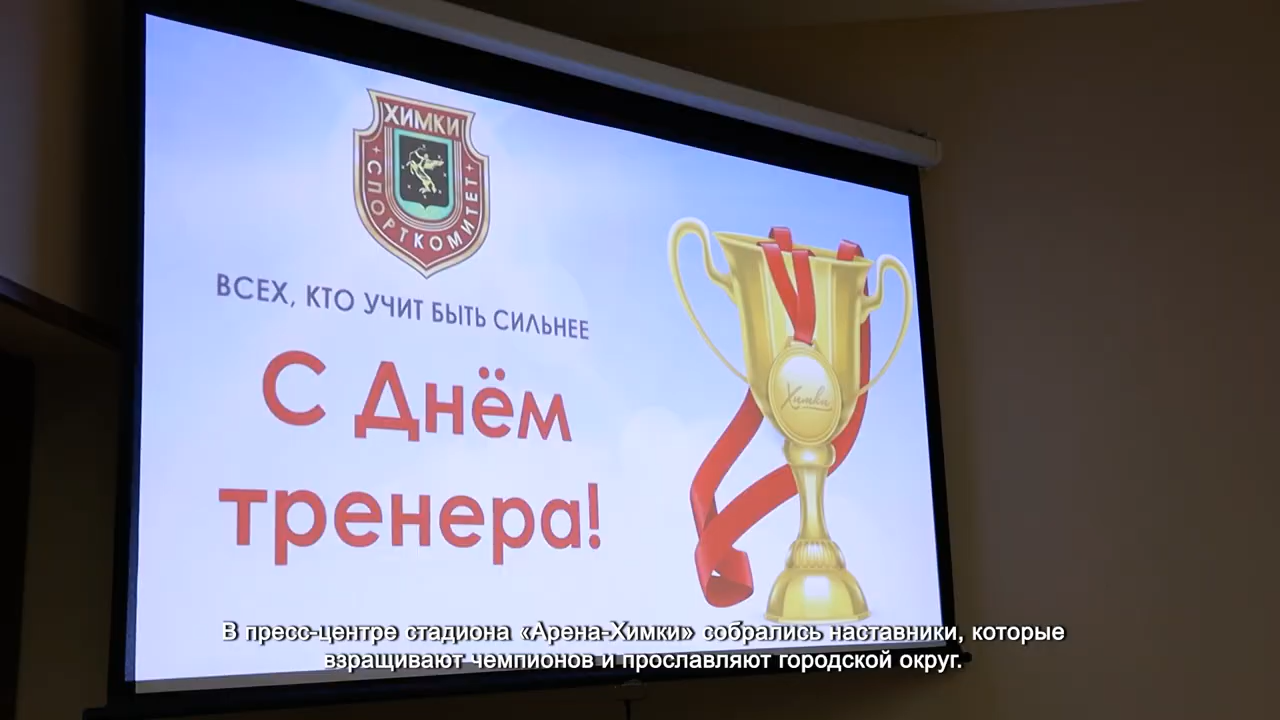 ХИМКИ
СПОРТКОМИТЕТ
ВСЕХ, КТО УЧИТ БЫТЬ СИЛЬНЕЕ
С Днём
тренера!
Химки
В пресс-центре стадиона «Арена-Химки» собрались наставники, которые
взращивают чемпионов и прославляют городской округ.